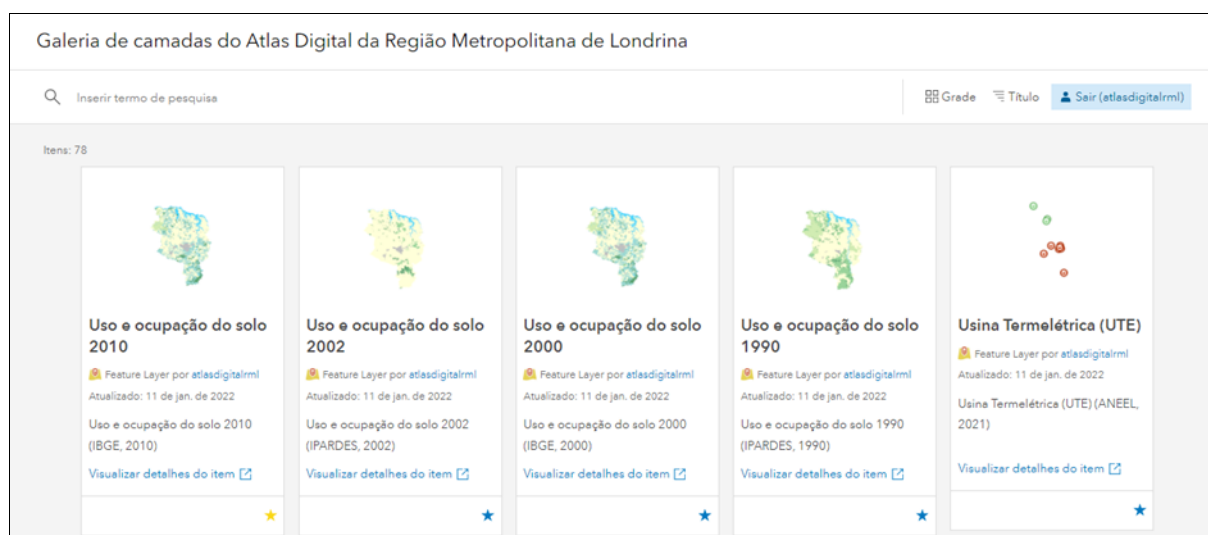 Galeria de camadas do Atlas Digital da Região Metropolitana de Londrina
Inserir termo de pesquisa
Grade
Título
Sair (atlasdigitalrml)
Itens: 78
Uso e ocupação do solo
2010
Feature Layer por atlasdigitalrml
Atualizado: 11 de jan. de 2022
Uso e ocupação do solo 2010
(IBGE, 2010)
Visualizar detalhes do item
Uso e ocupação do solo
2002
Feature Layer por atlasdigitalrml
Atualizado: 11 de jan. de 2022
Uso e ocupação do solo 2002
(IPARDES, 2002)
Visualizar detalhes do item
Uso e ocupação do solo
2000
Feature Layer por atlasdigitalrml
Atualizado: 11 de jan. de 2022
Uso e ocupação do solo 2000
(IBGE, 2000)
Visualizar detalhes do item
Uso e ocupação do solo
1990
Feature Layer por atlasdigitalrml
Atualizado: 11 de jan. de 2022
Uso e ocupação do solo 1990
(IPARDES, 1990)
Visualizar detalhes do item
Usina Termelétrica (UTE)
Feature Layer por atlasdigitalrml
Atualizado: 11 de jan. de 2022
Usina Termelétrica (UTE) (ANEEL,
2021)
Visualizar detalhes do item